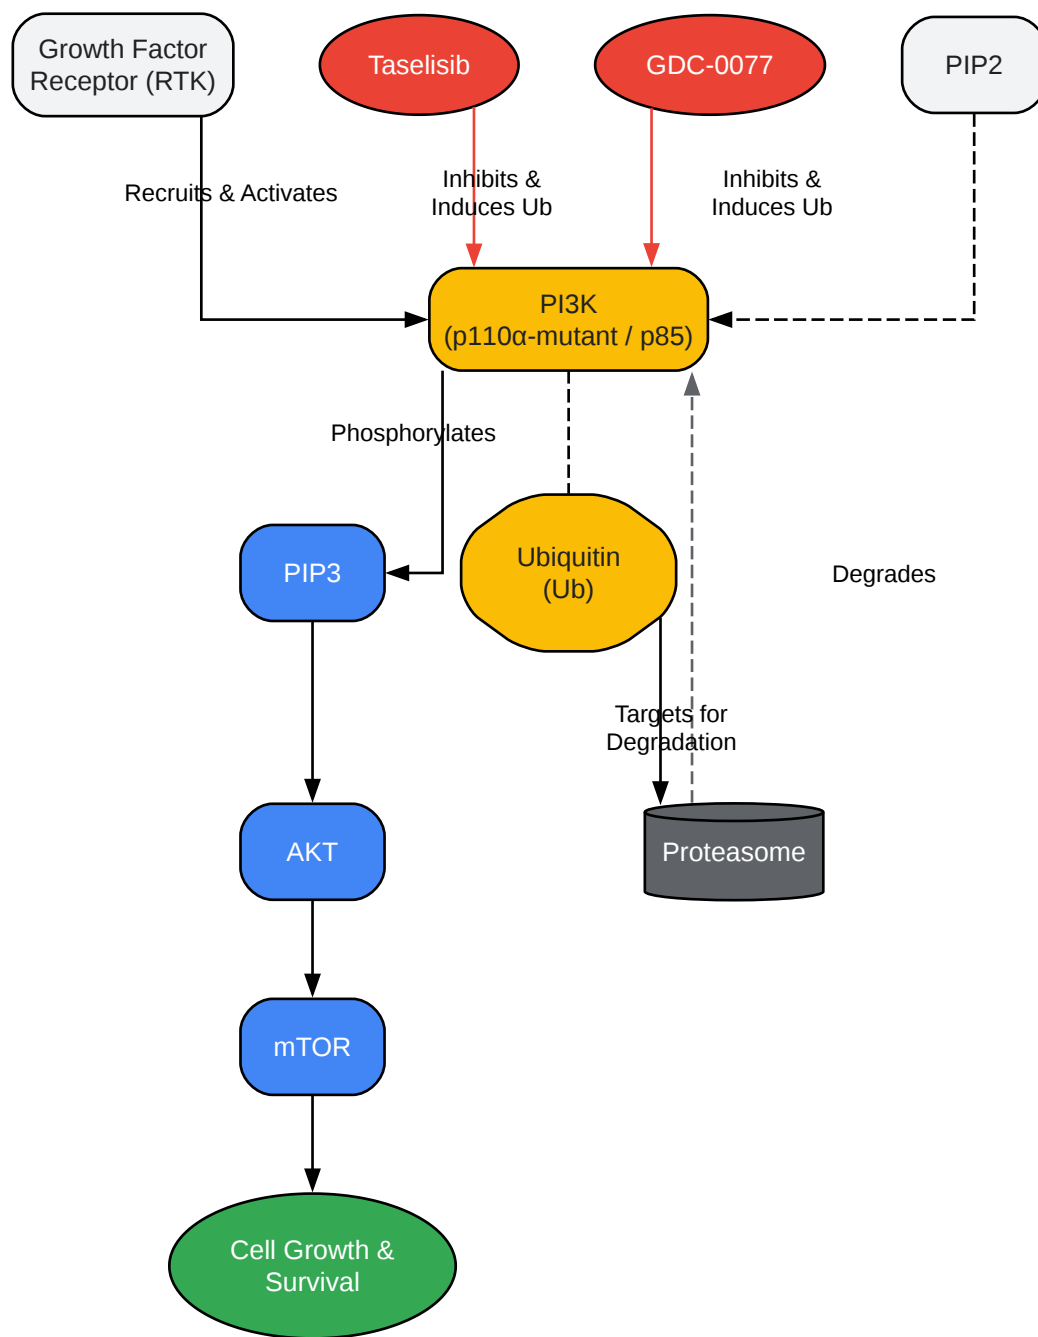 Growth Factor
Receptor (RTK)
Taselisib
GDC-0077
PIP2
Recruits & Activates
Inhibits &
Induces Ub
Inhibits &
Induces Ub
PI3K
(p110α-mutant / p85)
Phosphorylates
PIP3
Ubiquitin
(Ub)
Degrades
Targets for
Degradation
AKT
Proteasome
mTOR
Cell Growth &
Survival